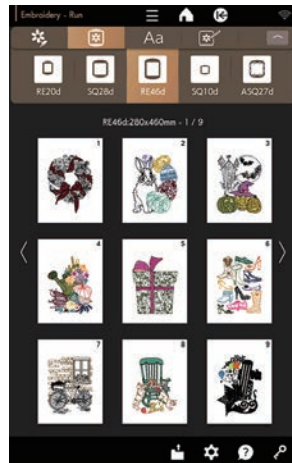 Embroidery - Run
Aa
RE20d SQ28d RE46d SQ10d ASQ27d
RE46d:280x460mm - 1 / 9
1 2 3
4 5 6
7 8 9